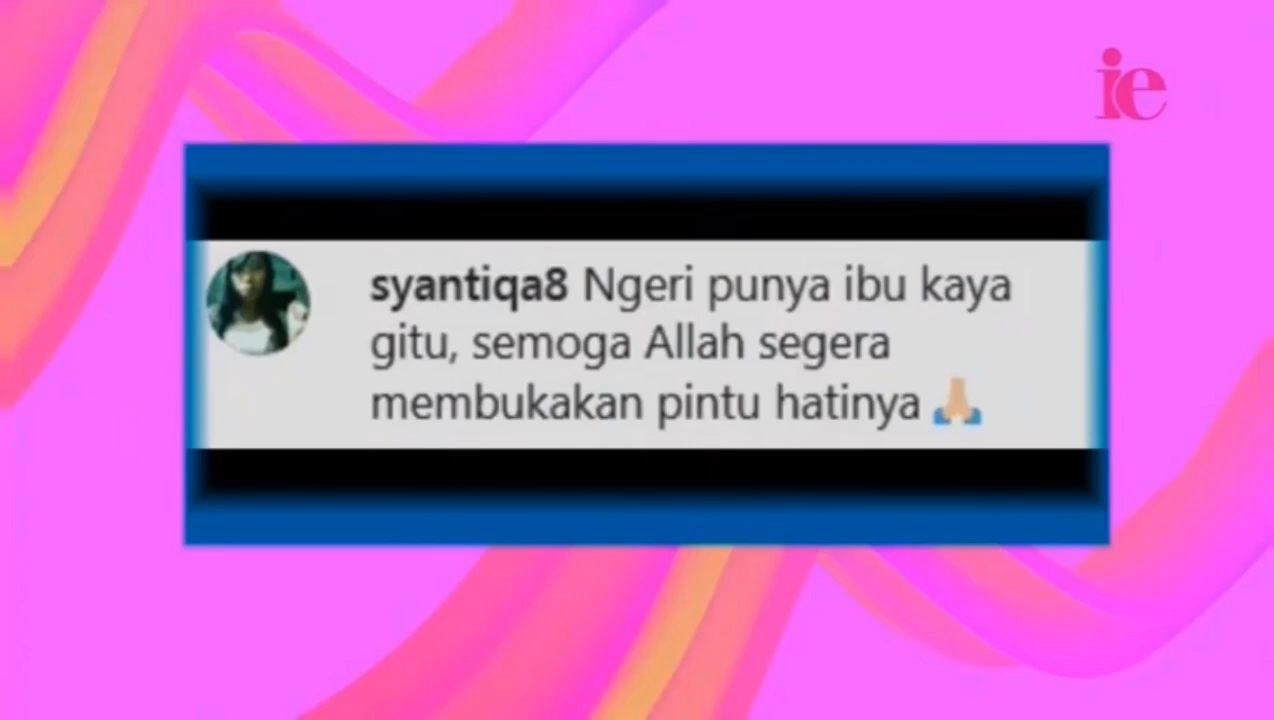 ie
syantiqa8 Ngeri punya ibu kaya
gitu, semoga Allah segera
membukakan pintu hatinya 🙏🏼